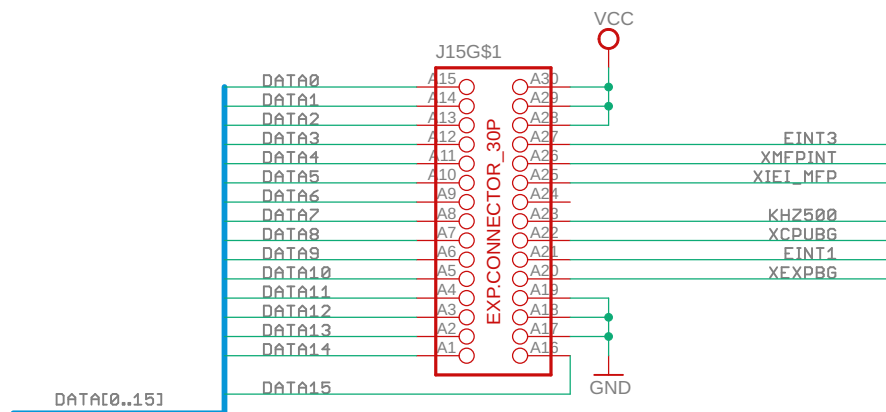 VCC
J15G$1
DATA0 A15 A30
DATA1 A14 A29
DATA2 A13 A28
DATA3 A12 A27 EINT3
DATA4 A11 A26 XMFPINT
DATA5 A10 A25 XIEI_MFP
DATA6 A9 A24
DATA7 A8 A23 KHZ500
DATA8 A7 A22 XCPUBG
DATA9 A6 A21 EINT1
DATA10 A5 A20 XEXPBG
DATA11 A4 A19
DATA12 A3 A18
DATA13 A2 A17
DATA14 A1 A16
EXP.CONNECTOR_30P
DATA15
GND
DATA[0..15]